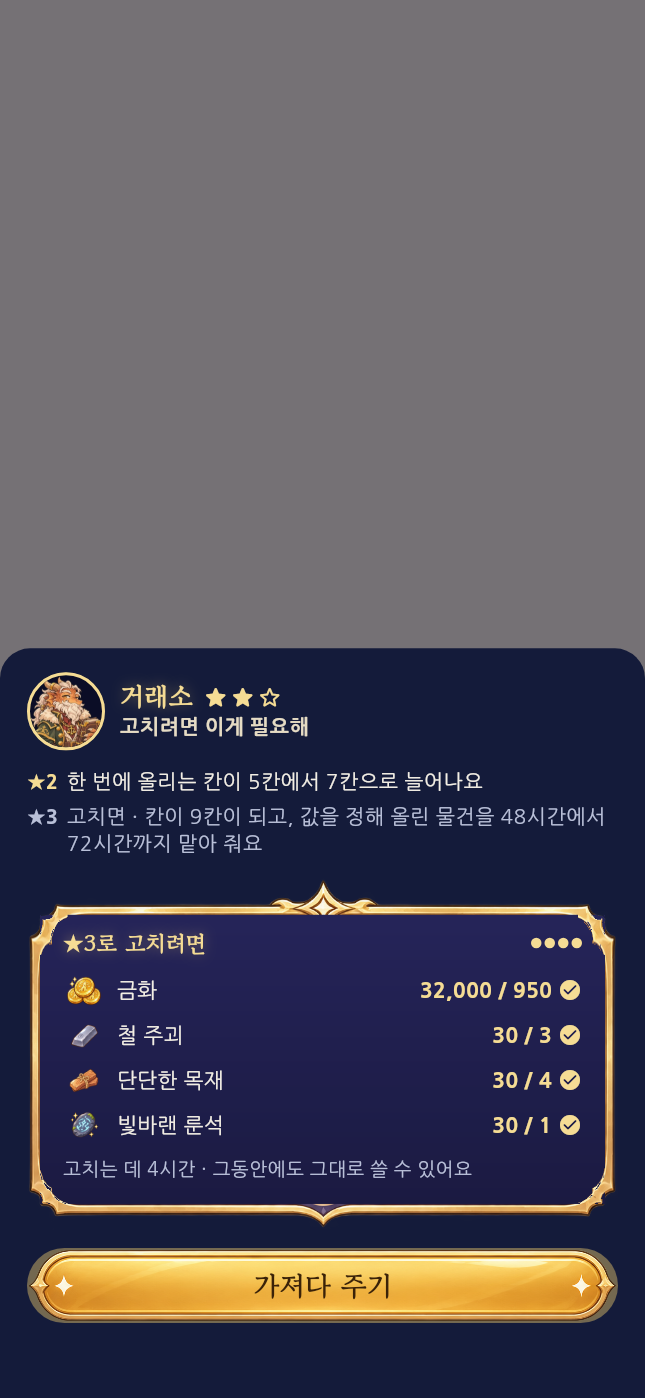 거래소 ★★☆
고치려면 이게 필요해
★2 한 번에 올리는 칸이 5칸에서 7칸으로 늘어나요
★3 고치면 · 칸이 9칸이 되고, 값을 정해 올린 물건을 48시간에서
72시간까지 맡아 줘요
★3로 고치려면
금화 32,000 / 950
철 주괴 30 / 3
단단한 목재 30 / 4
빛바랜 룬석 30 / 1
고치는 데 4시간 · 그동안에도 그대로 쓸 수 있어요
가져다 주기